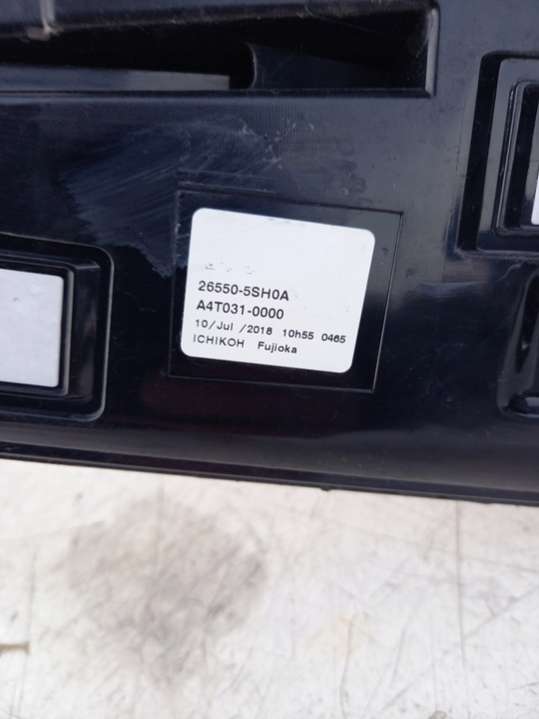 26550-5SH0A
A4T031-0000
10/Jul /2018 10h55 0465
ICHIKOH Fujioka